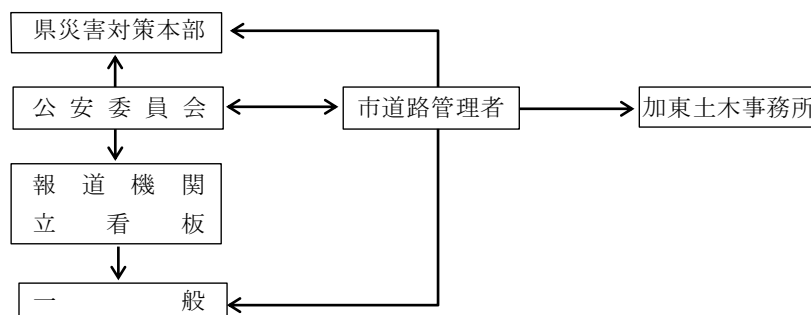 県災害対策本部
公安委員会
市道路管理者
加東土木事務所
報道機関
立看板
一般